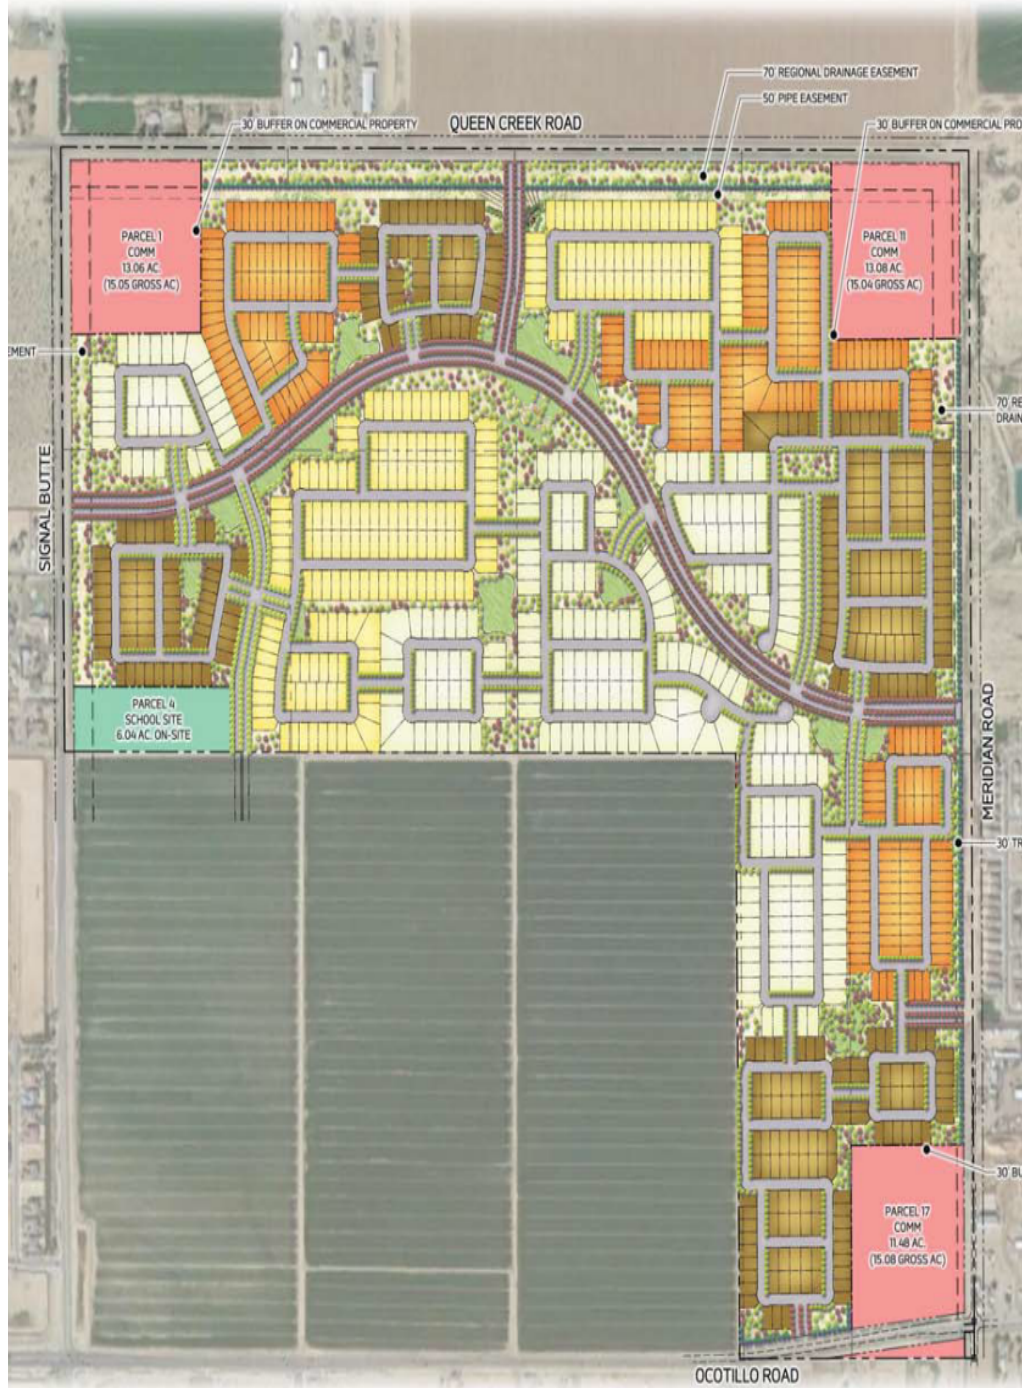 70' REGIONAL DRAINAGE EASEMENT
50' PIPE EASEMENT
30' BUFFER ON COMMERCIAL PROPERTY
QUEEN CREEK ROAD
30' BUFFER ON COMMERCIAL PRO
PARCEL 1
COMM
13.06 AC.
(15.05 GROSS AC)
PARCEL 11
COMM
13.08 AC.
(15.04 GROSS AC)
EMENT
70' RE
DRAIN
SIGNAL BUTTE
PARCEL 4
SCHOOL SITE
6.04 AC. ON-SITE
MERIDIAN ROAD
30' TR
30' BU
PARCEL 17
COMM
11.48 AC.
(15.08 GROSS AC)
OCOTILLO ROAD